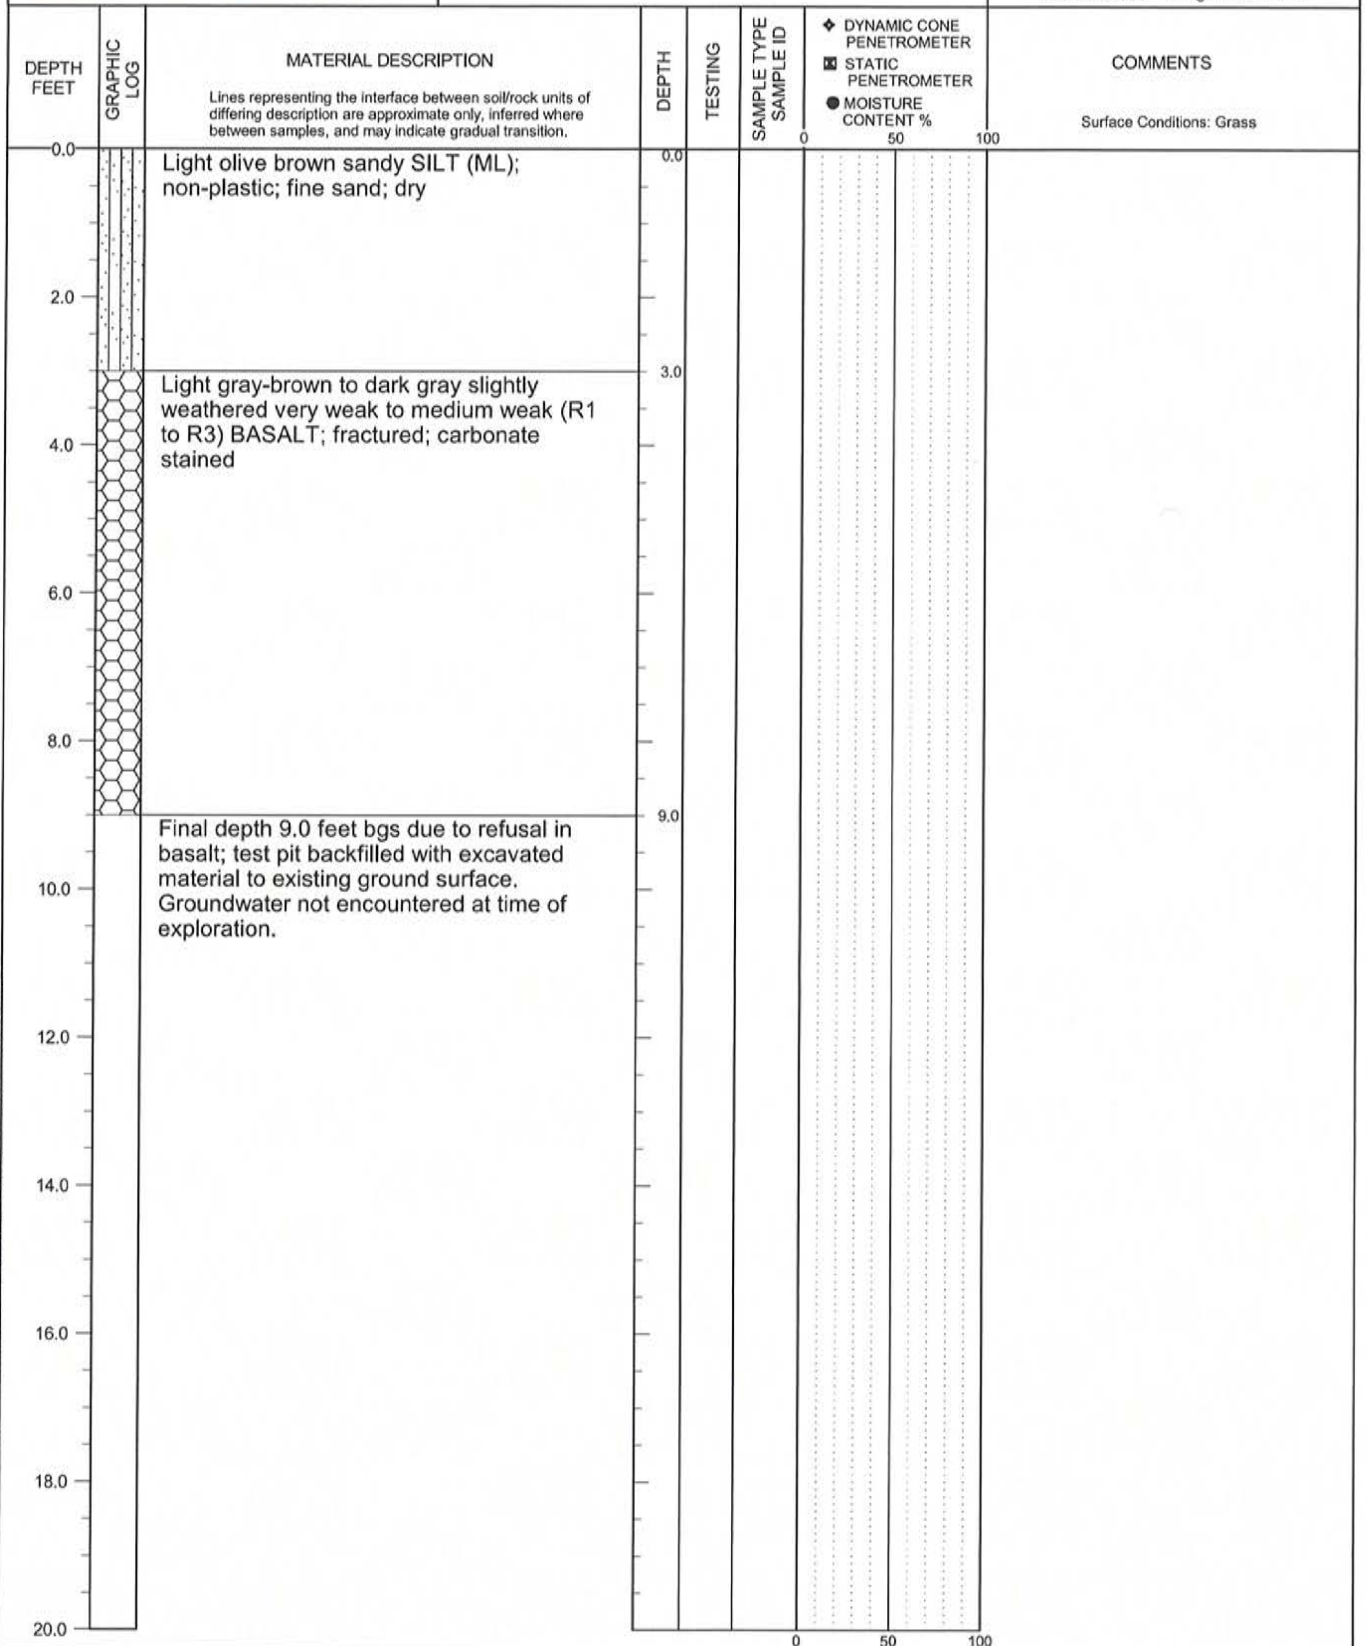 DEPTH
FEET
GRAPHIC
LOG
MATERIAL DESCRIPTION
Lines representing the interface between soil/rock units of
differing description are approximate only, inferred where
between samples, and may indicate gradual transition.
DEPTH
TESTING
SAMPLE TYPE
SAMPLE ID
DYNAMIC CONE
PENETROMETER
STATIC
PENETROMETER
MOISTURE
CONTENT %
0 50 100
COMMENTS
Surface Conditions: Grass
0.0
Light olive brown sandy SILT (ML);
non-plastic; fine sand; dry
0.0
2.0
3.0
Light gray-brown to dark gray slightly
weathered very weak to medium weak (R1
to R3) BASALT; fractured; carbonate
stained
4.0
6.0
8.0
9.0
Final depth 9.0 feet bgs due to refusal in
basalt; test pit backfilled with excavated
material to existing ground surface.
Groundwater not encountered at time of
exploration.
10.0
12.0
14.0
16.0
18.0
20.0
0 50 100